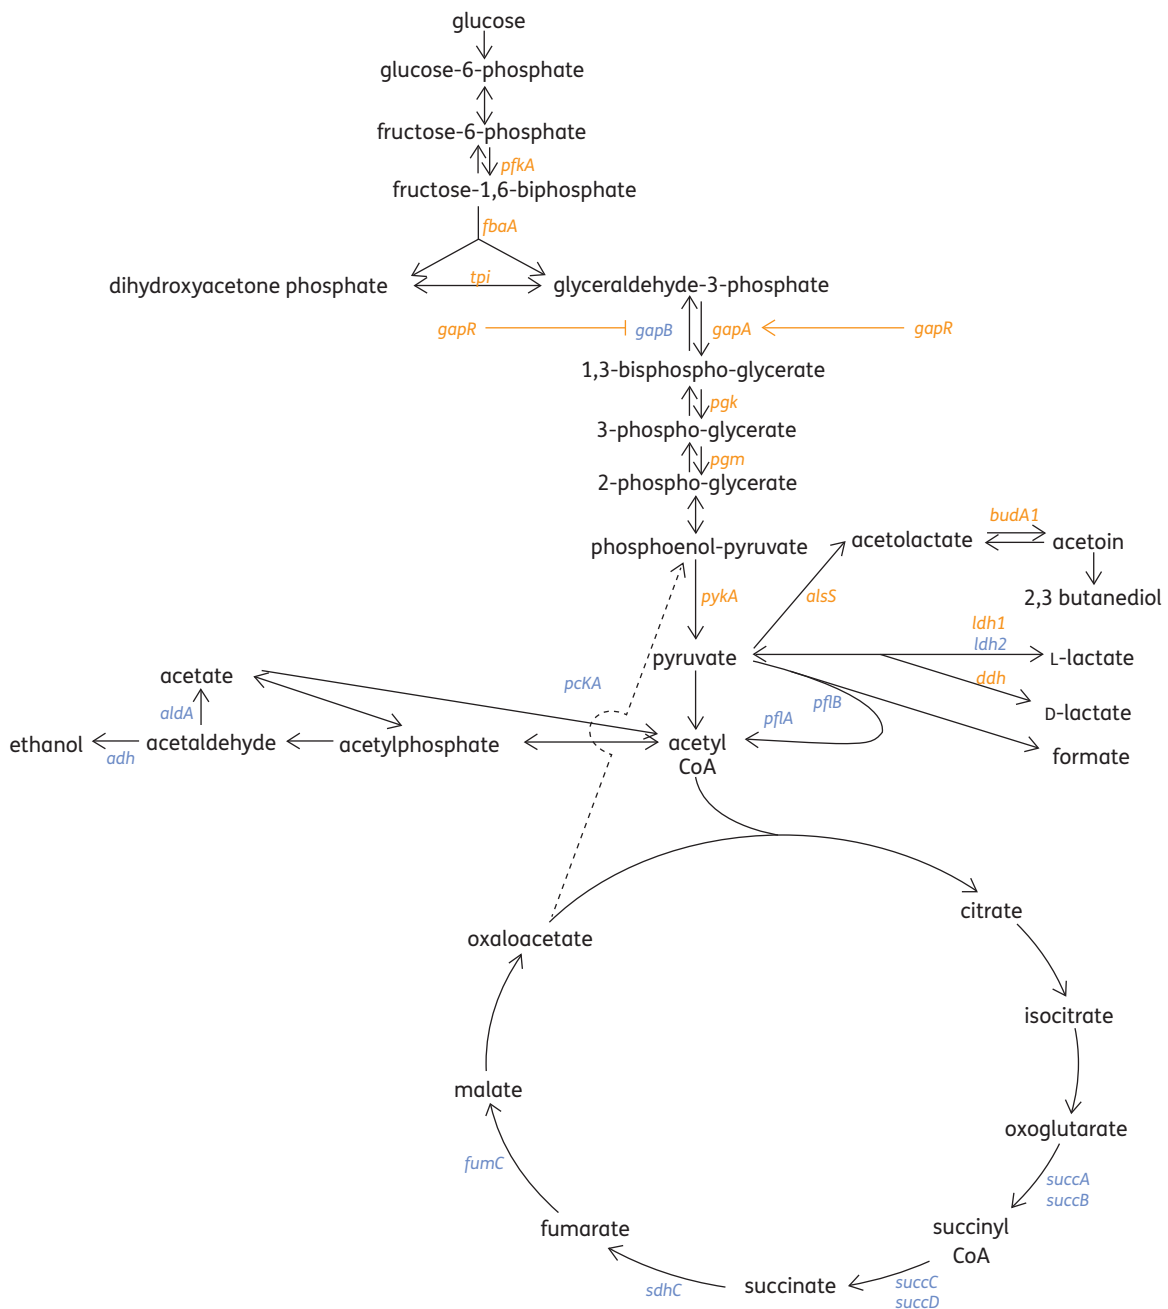 glucose
glucose-6-phosphate
fructose-6-phosphate
pfkA
fructose-1,6-biphosphate
fbaA
dihydroxyacetone phosphate
tpi
glyceraldehyde-3-phosphate
gapR
gapB
gapA
gapR
1,3-bisphospho-glycerate
pgk
3-phospho-glycerate
pgm
2-phospho-glycerate
phosphoenol-pyruvate
acetolactate
budA1
acetoin
2,3 butanediol
pykA
alsS
ldh1
ldh2
pyruvate
L-lactate
ddh
D-lactate
formate
acetate
pcKA
pflA
pflB
aldA
ethanol
adh
acetaldehyde
acetylphosphate
acetyl
CoA
citrate
oxaloacetate
isocitrate
malate
oxoglutarate
fumC
succA
succB
fumarate
succinyl
CoA
sdhC
succinate
succC
succD